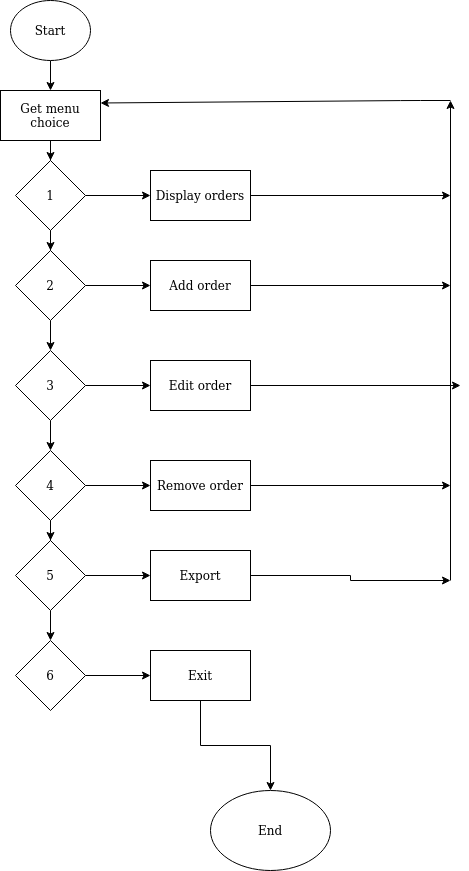 Start
Get menu
choice
1
Display orders
2
Add order
3
Edit order
4
Remove order
5
Export
6
Exit
End